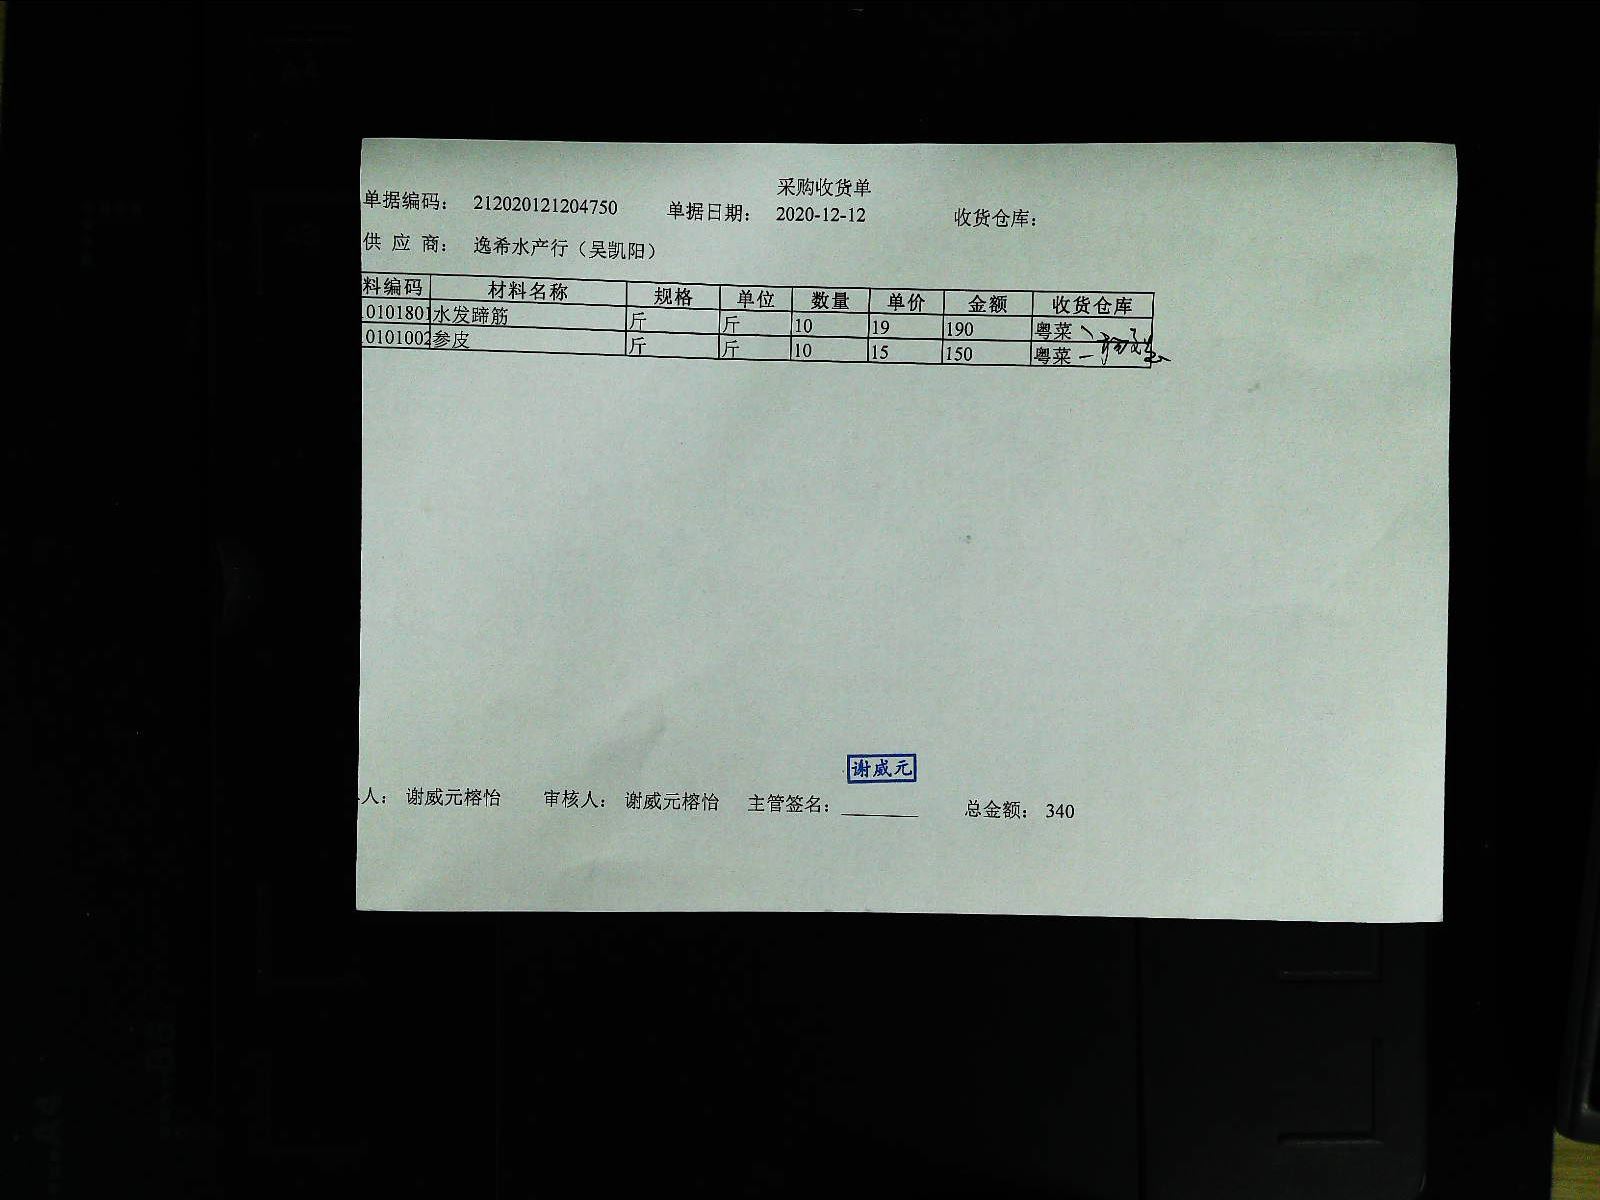 采购收货单
单据编码： 212020121204750 单据日期： 2020-12-12 收货仓库：
供 应 商： 逸希水产行（吴凯阳）
料编码 材料名称 规格 单位 数量 单价 金额 收货仓库
0101801 水发蹄筋 斤 斤 10 19 190 粤菜
0101002 参皮 斤 斤 10 15 150 粤菜
谢威元
人： 谢威元榕怡 审核人： 谢威元榕怡 主管签名： 总金额： 340